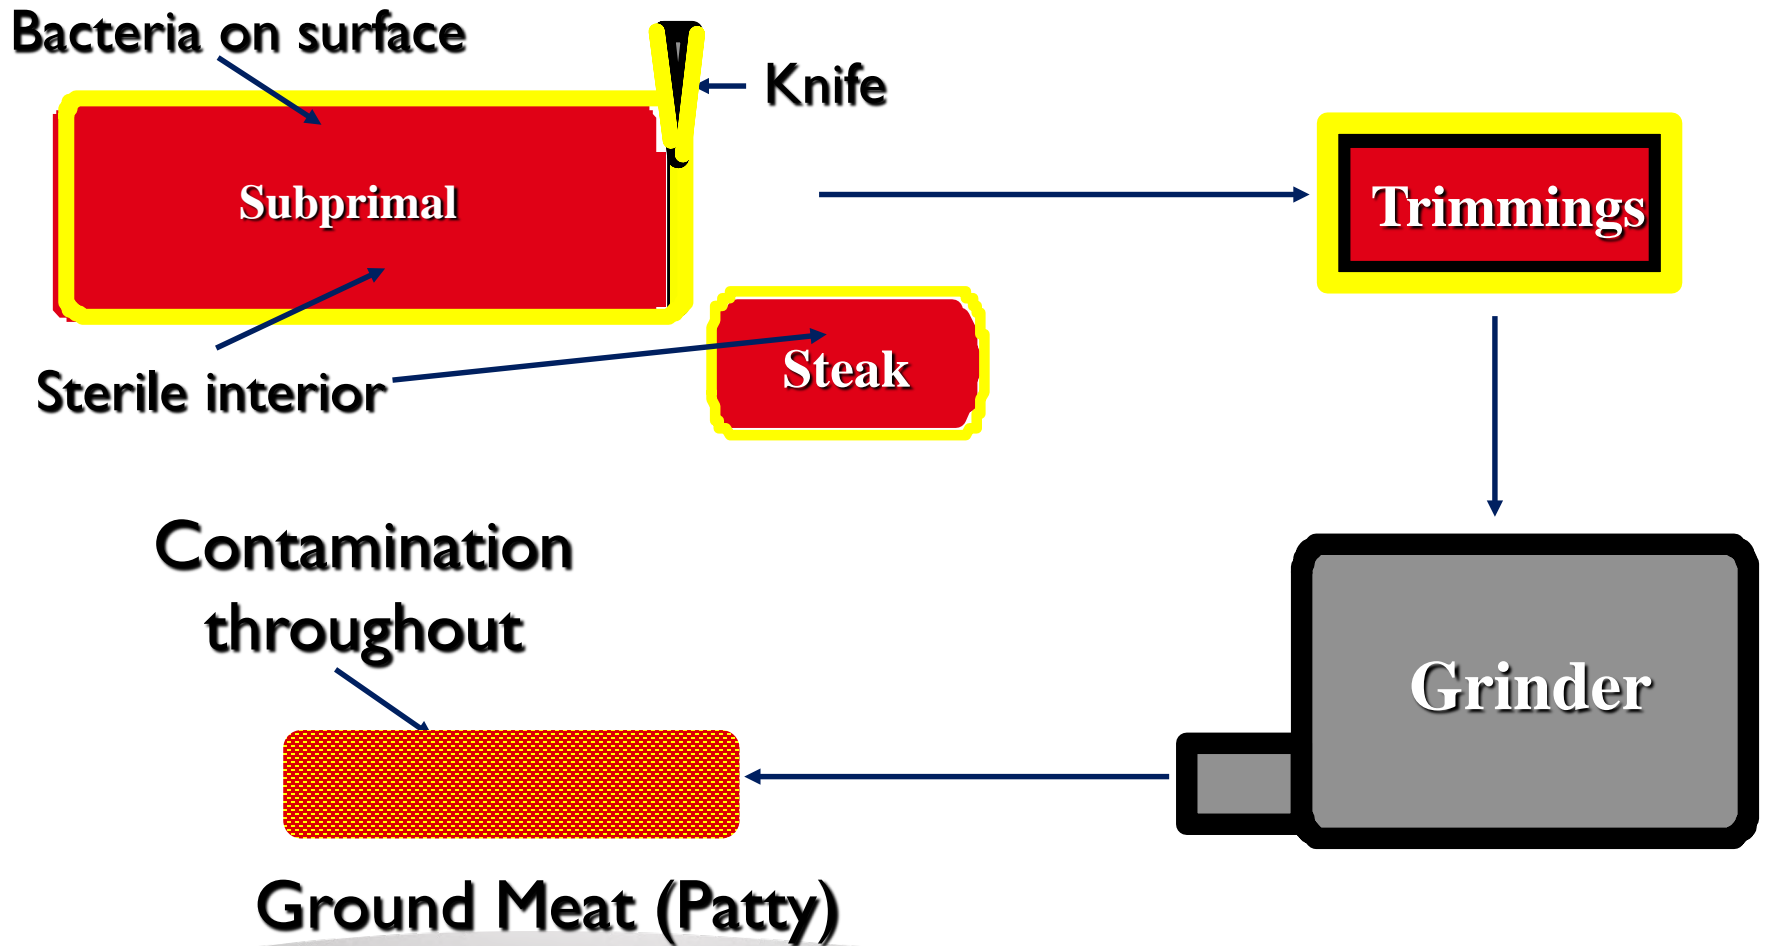 Bacteria on surface
Knife
Subprimal
Trimmings
Steak
Sterile interior
Contamination
throughout
Grinder
Ground Meat (Patty)